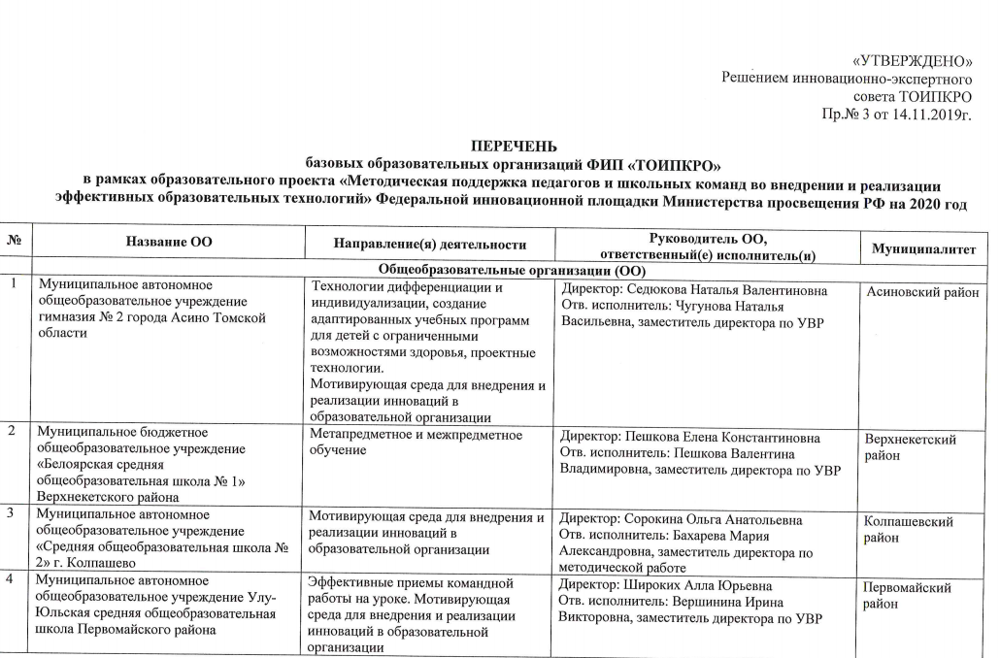 «УТВЕРЖДЕНО»
Решением инновационно-экспертного
совета ТОИПКРО
Пр.№ 3 от 14.11.2019г.
ПЕРЕЧЕНЬ
базовых образовательных организаций ФИП «ТОИПКРО»
в рамках образовательного проекта «Методическая поддержка педагогов и школьных команд во внедрении и реализации
эффективных образовательных технологий» Федеральной инновационной площадки Министерства просвещения РФ на 2020 год
№
Название ОО
Направление(я) деятельности
Руководитель ОО,
ответственный(е) исполнитель(и)
Муниципалитет
Общеобразовательные организации (ОО)
1
Муниципальное автономное
общеобразовательное учреждение
гимназия № 2 города Асино Томской
области
Технологии дифференциации и
индивидуализации, создание
адаптированных учебных программ
для детей с ограниченными
возможностями здоровья, проектные
технологии.
Мотивирующая среда для внедрения и
реализации инноваций в
образовательной организации
Директор: Седюкова Наталья Валентиновна
Отв. исполнитель: Чугунова Наталья
Васильевна, заместитель директора по УВР
Асиновский район
2
Муниципальное бюджетное
общеобразовательное учреждение
«Белоярская средняя
общеобразовательная школа № 1»
Верхнекетского района
Метапредметное и межпредметное
обучение
Директор: Пешкова Елена Константиновна
Отв. исполнитель: Пешкова Валентина
Владимировна, заместитель директора по УВР
Верхнекетский
район
3
Муниципальное автономное
общеобразовательное учреждение
«Средняя общеобразовательная школа №
2» г. Колпашево
Мотивирующая среда для внедрения и
реализации инноваций в
образовательной организации
Директор: Сорокина Ольга Анатольевна
Отв. исполнитель: Бахарева Мария
Александровна, заместитель директора по
методической работе
Колпашевский
район
4
Муниципальное автономное
общеобразовательное учреждение Улу-
Юльская средняя общеобразовательная
школа Первомайского района
Эффективные приемы командной
работы на уроке. Мотивирующая
среда для внедрения и реализации
инноваций в образовательной
организации
Директор: Широких Алла Юрьевна
Отв. исполнитель: Вершинина Ирина
Викторовна, заместитель директора по УВР
Первомайский
район